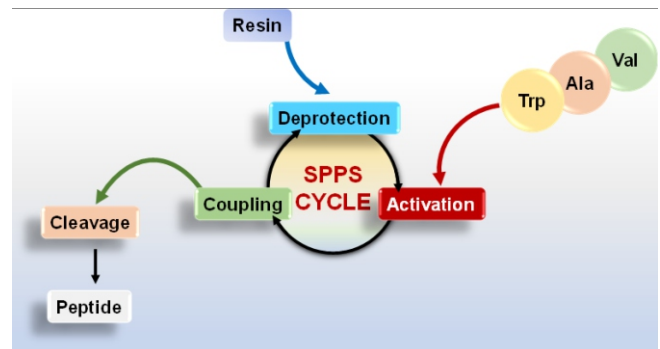 Resin
Val
Ala
Trp
Deprotection
SPPS
CYCLE
Coupling
Activation
Cleavage
Peptide